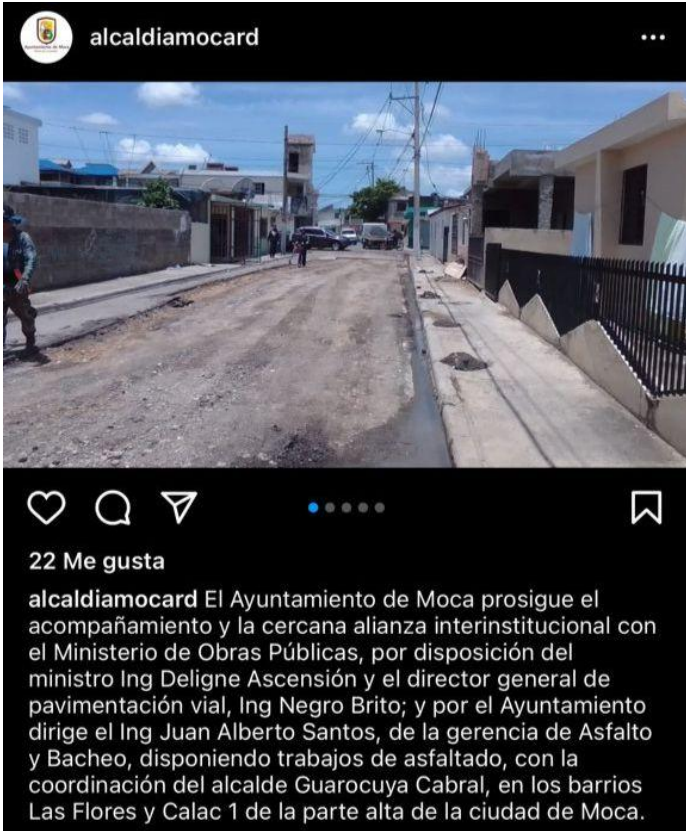 alcaldiamocard
22 Me gusta
alcaldiamocard El Ayuntamiento de Moca prosigue el
acompañamiento y la cercana alianza interinstitucional con
el Ministerio de Obras Públicas, por disposición del
ministro Ing Deligne Ascensión y el director general de
pavimentación vial, Ing Negro Brito; y por el Ayuntamiento
dirige el Ing Juan Alberto Santos, de la gerencia de Asfalto
y Bacheo, disponiendo trabajos de asfaltado, con la
coordinación del alcalde Guarocuya Cabral, en los barrios
Las Flores y Calac 1 de la parte alta de la ciudad de Moca.